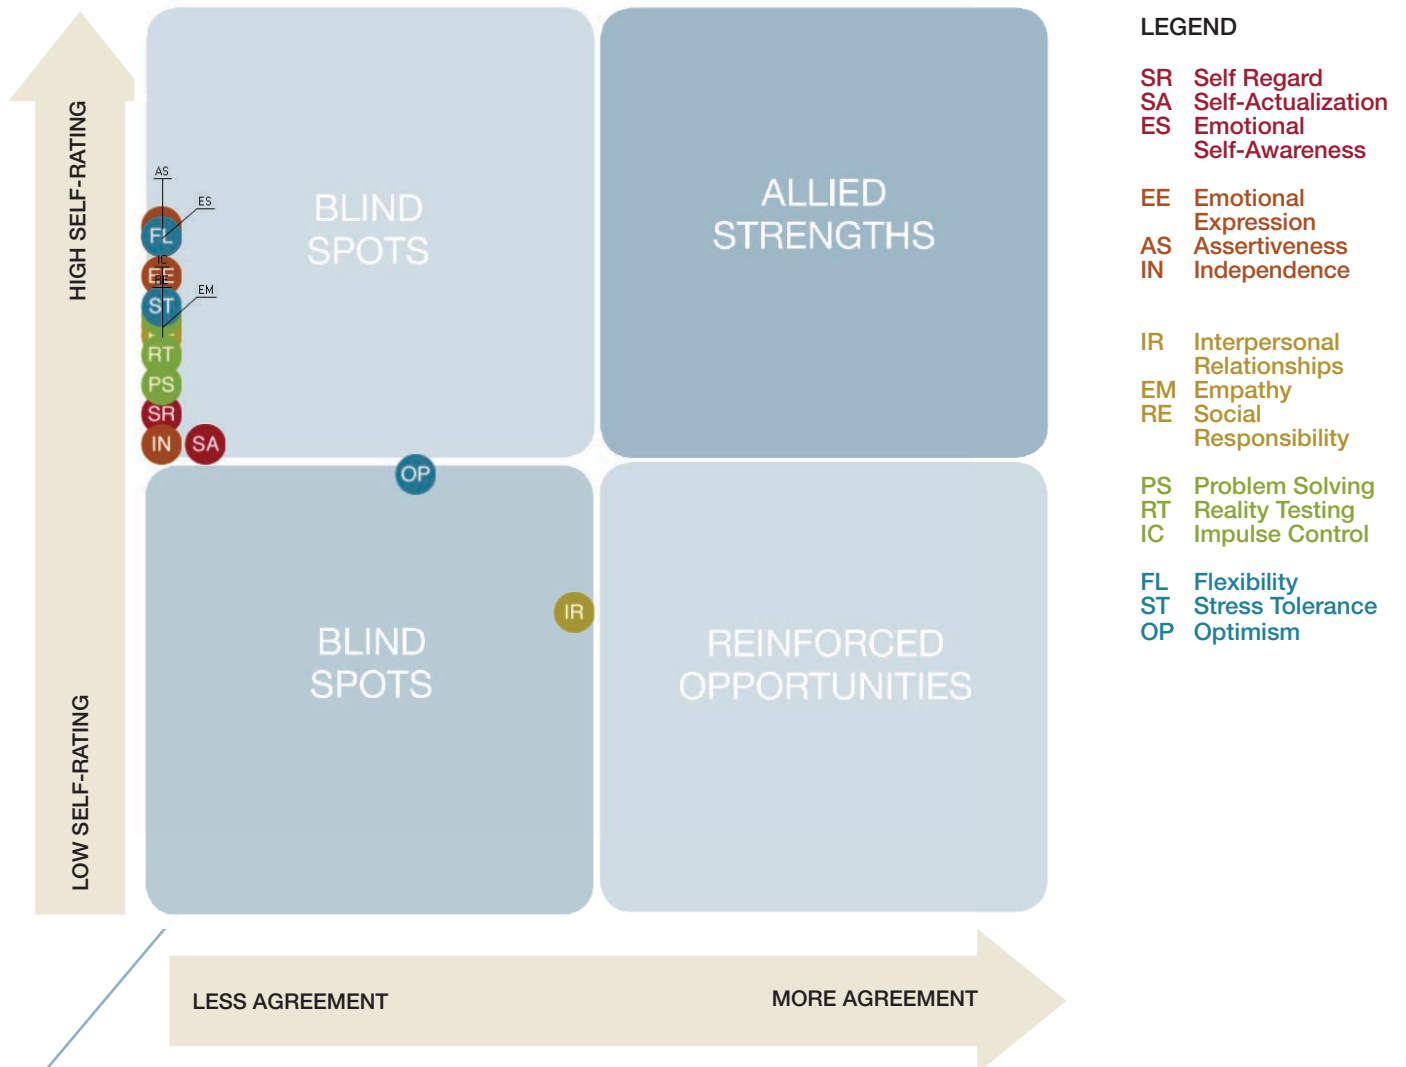 HIGH SELF-RATING
LOW SELF-RATING
BLIND
SPOTS
ALLIED
STRENGTHS
AS
ES
FL
IC
EE
RE
EM
ST
RT
PS
SR
IN
SA
OP
IR
BLIND
SPOTS
REINFORCED
OPPORTUNITIES
LESS AGREEMENT
MORE AGREEMENT
LEGEND
SR Self Regard
SA Self-Actualization
ES Emotional
Self-Awareness
EE Emotional
Expression
AS Assertiveness
IN Independence
IR Interpersonal
Relationships
EM Empathy
RE Social
Responsibility
PS Problem Solving
RT Reality Testing
IC Impulse Control
FL Flexibility
ST Stress Tolerance
OP Optimism